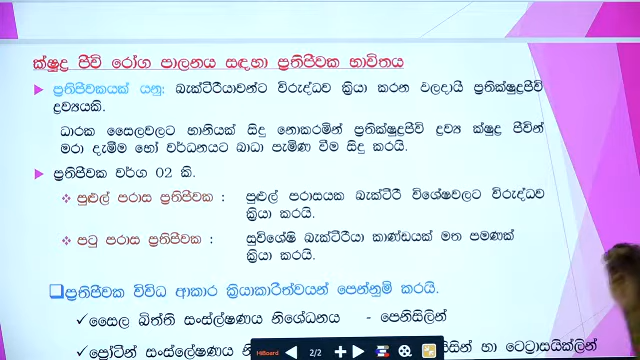 ක්ෂුද්‍ර ජීවී රෝග පාලනය සඳහා ප්‍රතිජීවක භාවිතය
ප්‍රතිජීවකයක් යනු: බැක්ටීරියාවන්ට විරුද්ධව ක්‍රියා කරන වලදායී ප්‍රතික්ෂුද්‍රජීවී
ද්‍රව්‍යයකි.
ධාරක සෛලවලට හානියක් සිදු නොකරමින් ප්‍රතික්ෂුද්‍රජීවී ද්‍රව්‍ය ක්ෂුද්‍ර ජීවීන්
මරා දැමීම හෝ වර්ධනයට බාධා පැමිණ වීම සිදු කරයි.
ප්‍රතිජීවක වර්ග 02 කි.
පුළුල් පරාස ප්‍රතිජීවක : පුළුල් පරාසයක බැක්ටීරී විශේෂවලට විරුද්ධව
ක්‍රියා කරයි.
පටු පරාස ප්‍රතිජීවක : සුවිශේෂී බැක්ටීරියා කාණ්ඩයක් මත පමණක්
ක්‍රියා කරයි.
ප්‍රතිජීවක විවිධ ආකාර ක්‍රියාකාරීත්වයන් පෙන්නුම් කරයි.
සෛල බිත්ති සංස්ලේෂණය නිශේධනය - පෙනිසිලින්
ප්‍රෝටීන් සංස්ලේෂණය හා ටෙට්‍රාසයික්ලින්
HiBoard 2/2